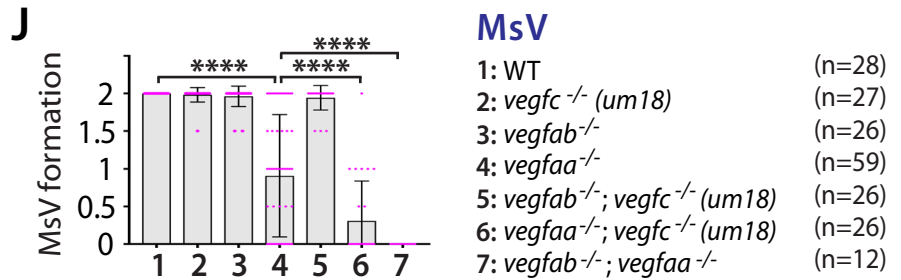 J
MsV formation
2
1.5
1
0.5
0
****
****
****
1 2 3 4 5 6 7
MsV
1: WT (n=28)
2: vegfc -/- (um18) (n=27)
3: vegfab-/- (n=26)
4: vegfaa-/- (n=59)
5: vegfab-/-; vegfc -/- (um18) (n=26)
6: vegfaa-/-; vegfc -/- (um18) (n=26)
7: vegfab-/-; vegfaa -/- (n=12)